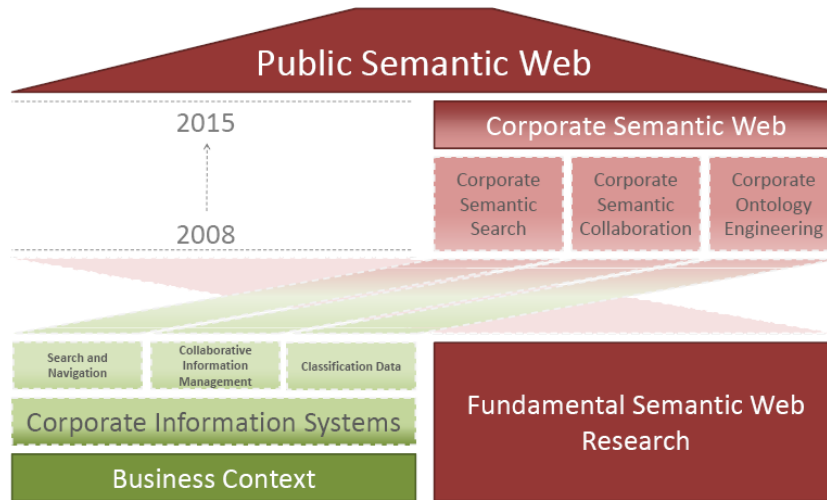 Public Semantic Web
2015
2008
Corporate Semantic Web
Corporate
Semantic
Search
Corporate
Semantic
Collaboration
Corporate
Ontology
Engineering
Search and
Navigation
Collaborative
Information
Management
Classification Data
Corporate Information Systems
Business Context
Fundamental Semantic Web
Research